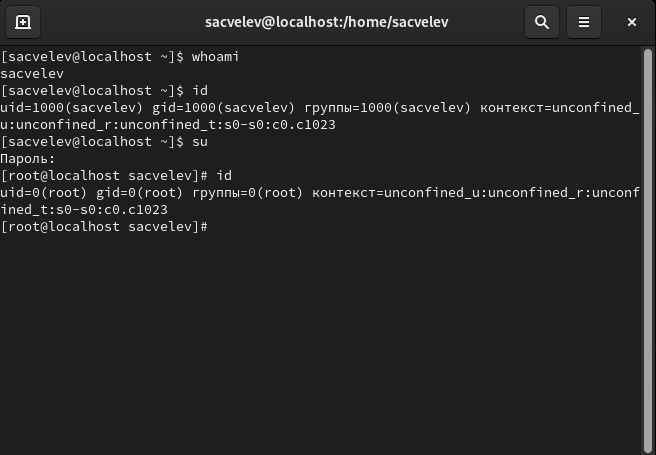 sacvelev@localhost:/home/sacvelev
[sacvelev@localhost ~]$ whoami
sacvelev
[sacvelev@localhost ~]$ id
uid=1000(sacvelev) gid=1000(sacvelev) группы=1000(sacvelev) контекст=unconfined_
u:unconfined_r:unconfined_t:s0-s0:c0.c1023
[sacvelev@localhost ~]$ su
Пароль:
[root@localhost sacvelev]# id
uid=0(root) gid=0(root) группы=0(root) контекст=unconfined_u:unconfined_r:unconf
ined_t:s0-s0:c0.c1023
[root@localhost sacvelev]#